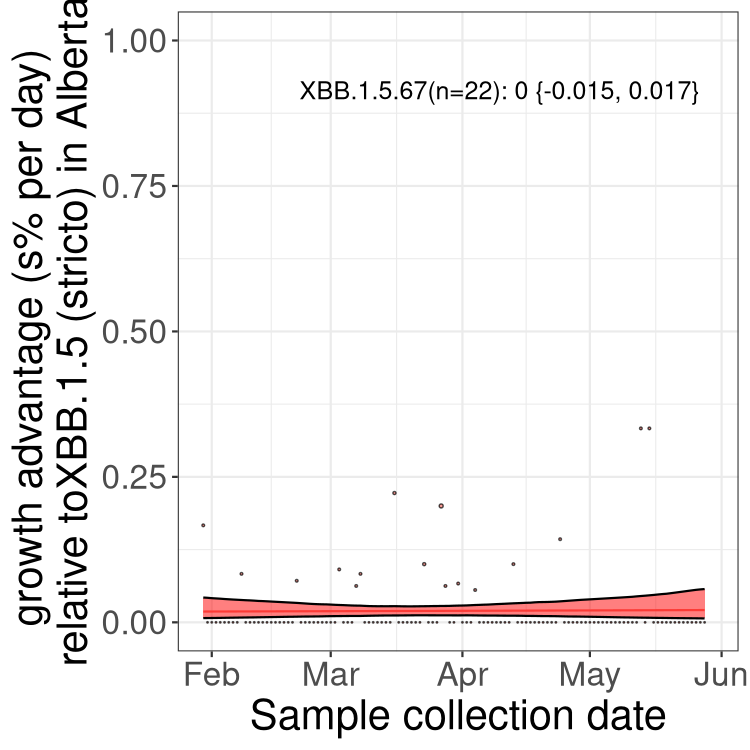 growth advantage (s% per day)
relative toXBB.1.5 (stricto) in Alberta
1.00
0.75
0.50
0.25
0.00
XBB.1.5.67(n=22): 0 {-0.015, 0.017}
Feb Mar Apr May Jun
Sample collection date